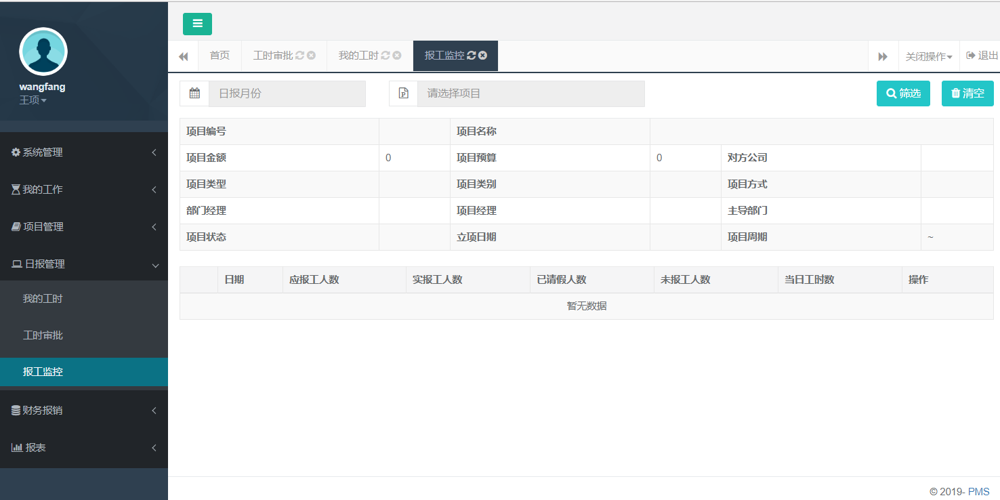 wangfang
王项
系统管理
我的工作
项目管理
日报管理
我的工时
工时审批
报工监控
财务报销
报表
首页 工时审批 我的工时 报工监控 关闭操作 退出
日报月份 请选择项目 筛选 清空
项目编号 项目名称
项目金额 0 项目预算 0 对方公司
项目类型 项目类别 项目方式
部门经理 项目经理 主导部门
项目状态 立项日期 项目周期 ~
日期 应报工人数 实报工人数 已请假人数 未报工人数 当日工时数 操作
暂无数据
© 2019- PMS